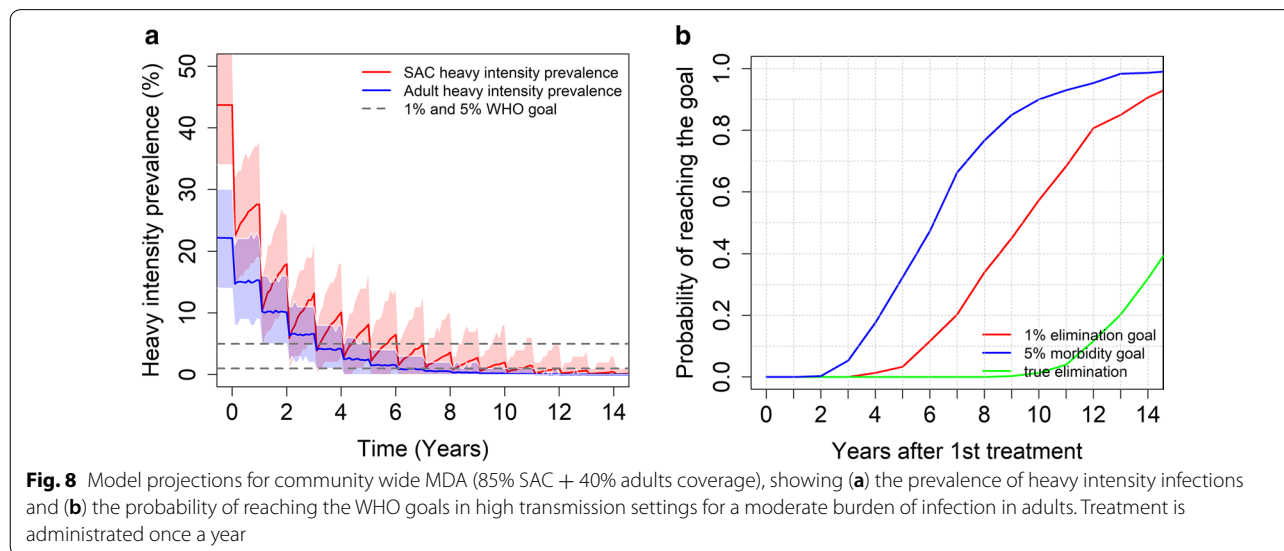 a
Heavy intensity prevalence (%)
50
40
30
20
10
0
SAC heavy intensity prevalence
Adult heavy intensity prevalence
1% and 5% WHO goal
0 2 4 6 8 10 12 14
Time (Years)
b
Probability of reaching the goal
1.0
0.8
0.6
0.4
0.2
0.0
1% elimination goal
5% morbidity goal
true elimination
0 2 4 6 8 10 12 14
Years after 1st treatment
Fig. 8 Model projections for community wide MDA (85% SAC + 40% adults coverage), showing (a) the prevalence of heavy intensity infections
and (b) the probability of reaching the WHO goals in high transmission settings for a moderate burden of infection in adults. Treatment is
administrated once a year